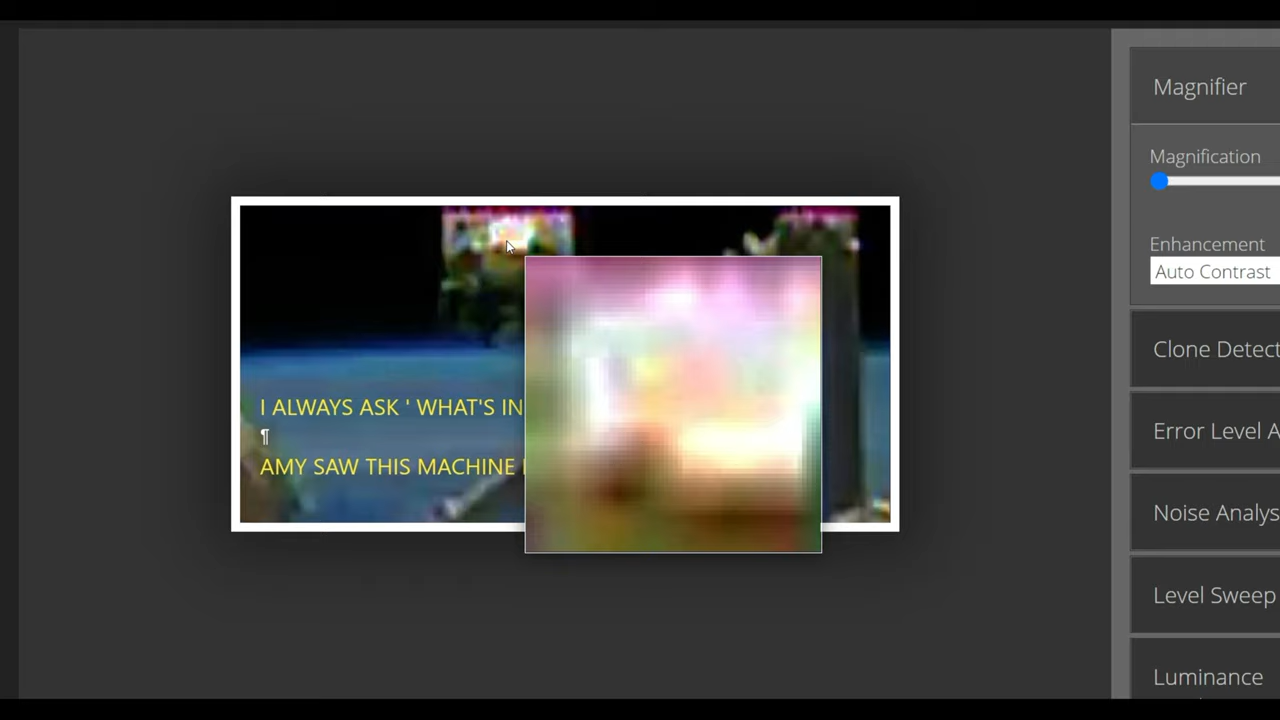 Magnifier
Magnification
Enhancement
Auto Contrast
Clone Detect
Error Level A
Noise Analys
Level Sweep
Luminance
I ALWAYS ASK ' WHAT'S IN
¶
AMY SAW THIS MACHINE